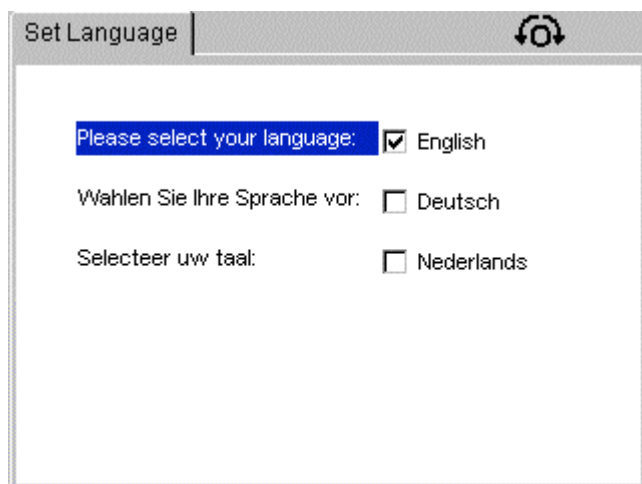 Set Language
Please select your language: English
Wahlen Sie Ihre Sprache vor: Deutsch
Selecteer uw taal: Nederlands